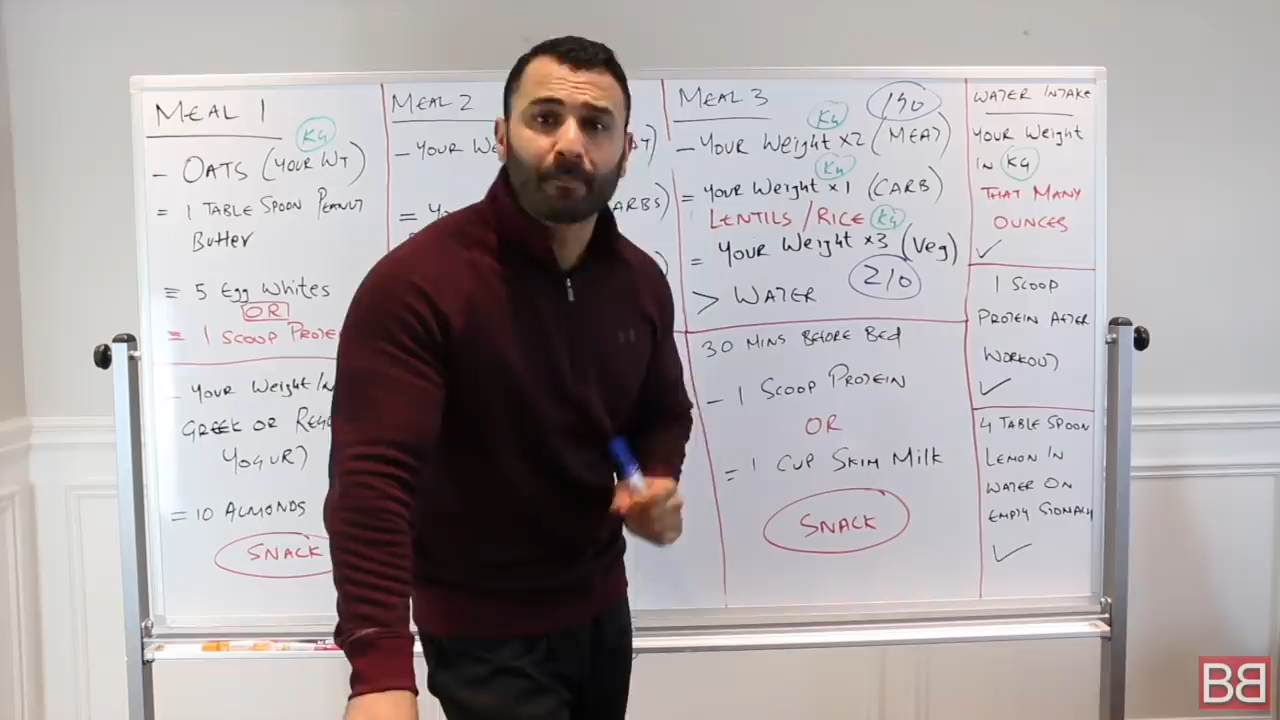 MEAL 1
KG
- OATS (YOUR WT)
= 1 TABLE SPOON PEANUT
BUTTER
= 5 Egg Whites
OR
= 1 SCOOP
- YOUR Weight
GREEK OR
YOGURT
= 10 ALMONDS
SNACK
MEAL 2
- YOUR
=
CARBS)
MEAL 3
190
KG
- YOUR Weight x2 (MEAT)
KG
= YOUR Weight x1 (CARB)
LENTILS / RICE KG
= YOUR Weight x3 (Veg)
210
> WATER
30 MINS BEFORE BED
- 1 SCOOP PROTEIN
OR
= 1 CUP SKIM MILK
SNACK
WATER INTAKE
YOUR Weight
IN KG
THAT MANY
OUNCES
1 SCOOP
PROTEIN AFTER
WORKOUT
4 TABLE SPOON
LEMON IN
WATER ON
EMPTY STOMACH
BB